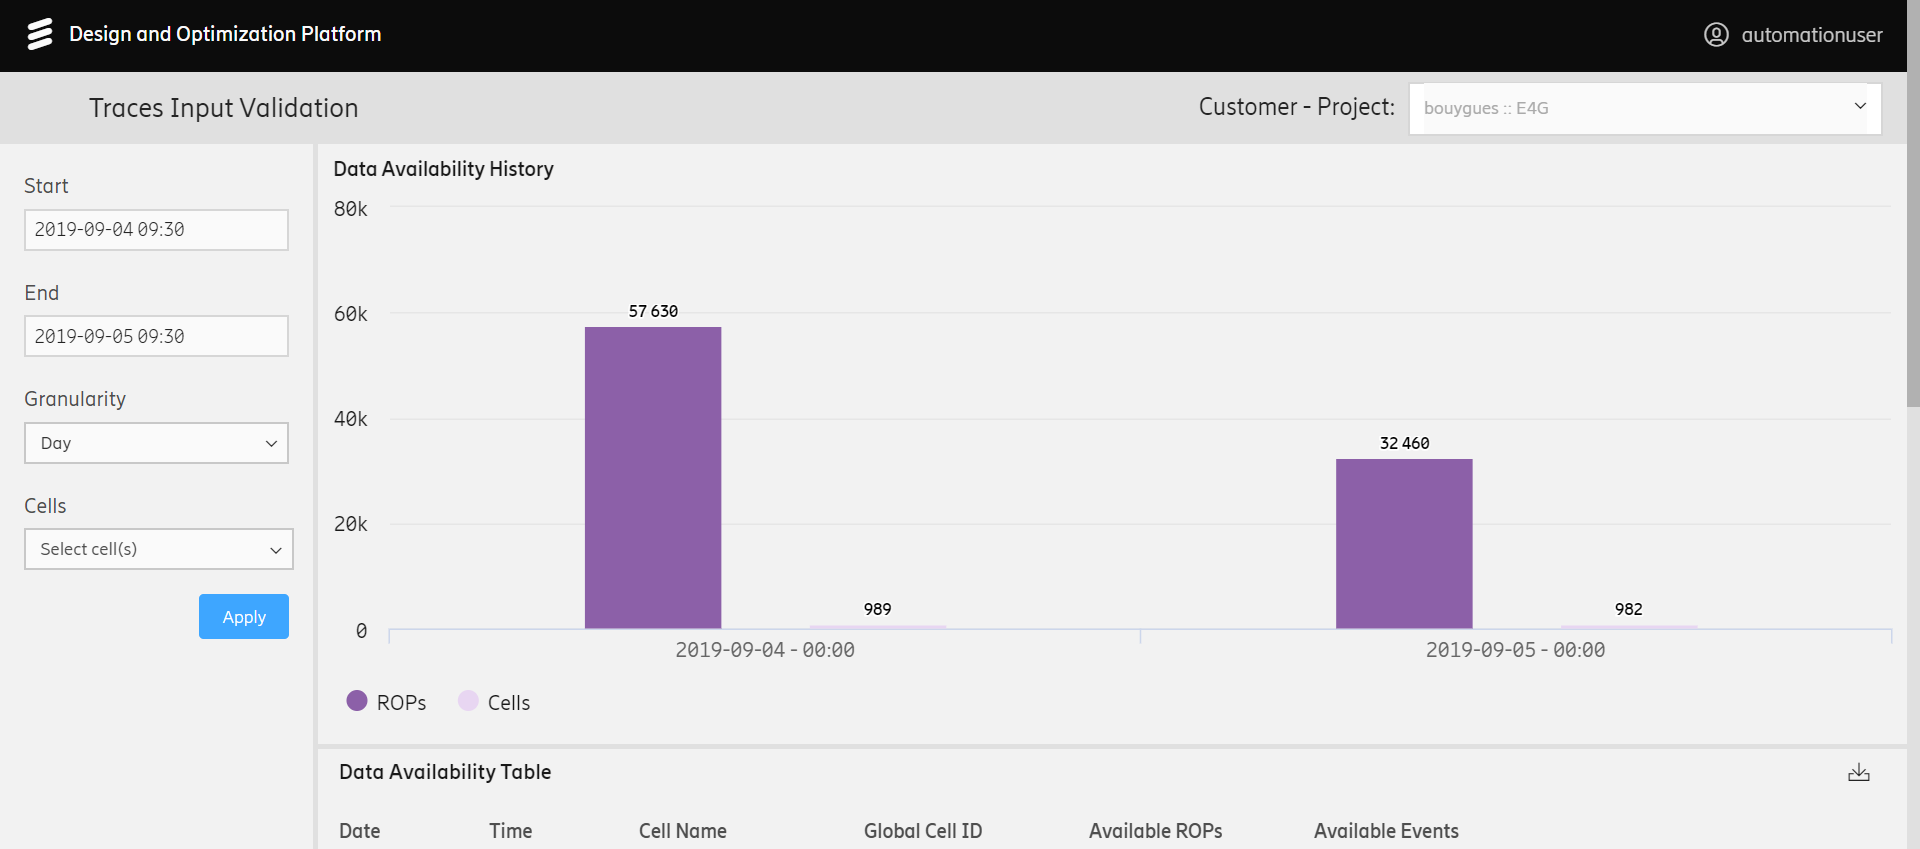 Design and Optimization Platform
automationuser
Traces Input Validation
Customer - Project:
bouygues :: E4G
Start
2019-09-04 09:30
End
2019-09-05 09:30
Granularity
Day
Cells
Select cell(s)
Apply
Data Availability History
80k
60k
40k
20k
0
57 630
989
32 460
982
2019-09-04 - 00:00
2019-09-05 - 00:00
ROPs
Cells
Data Availability Table
Date Time Cell Name Global Cell ID Available ROPs Available Events